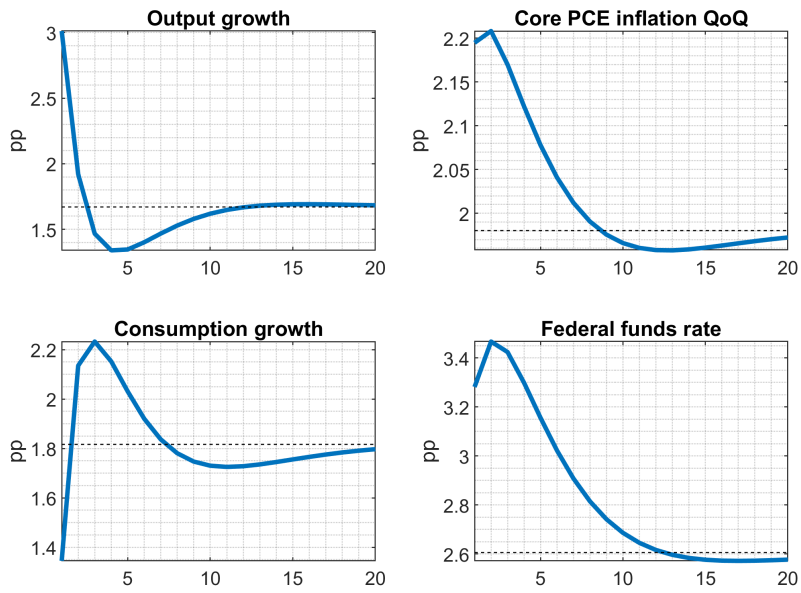 Output growth
3
2.5
2
1.5
pp
5 10 15 20
Core PCE inflation QoQ
2.2
2.15
2.1
2.05
2
pp
5 10 15 20
Consumption growth
2.2
2
1.8
1.6
1.4
pp
5 10 15 20
Federal funds rate
3.4
3.2
3
2.8
2.6
pp
5 10 15 20